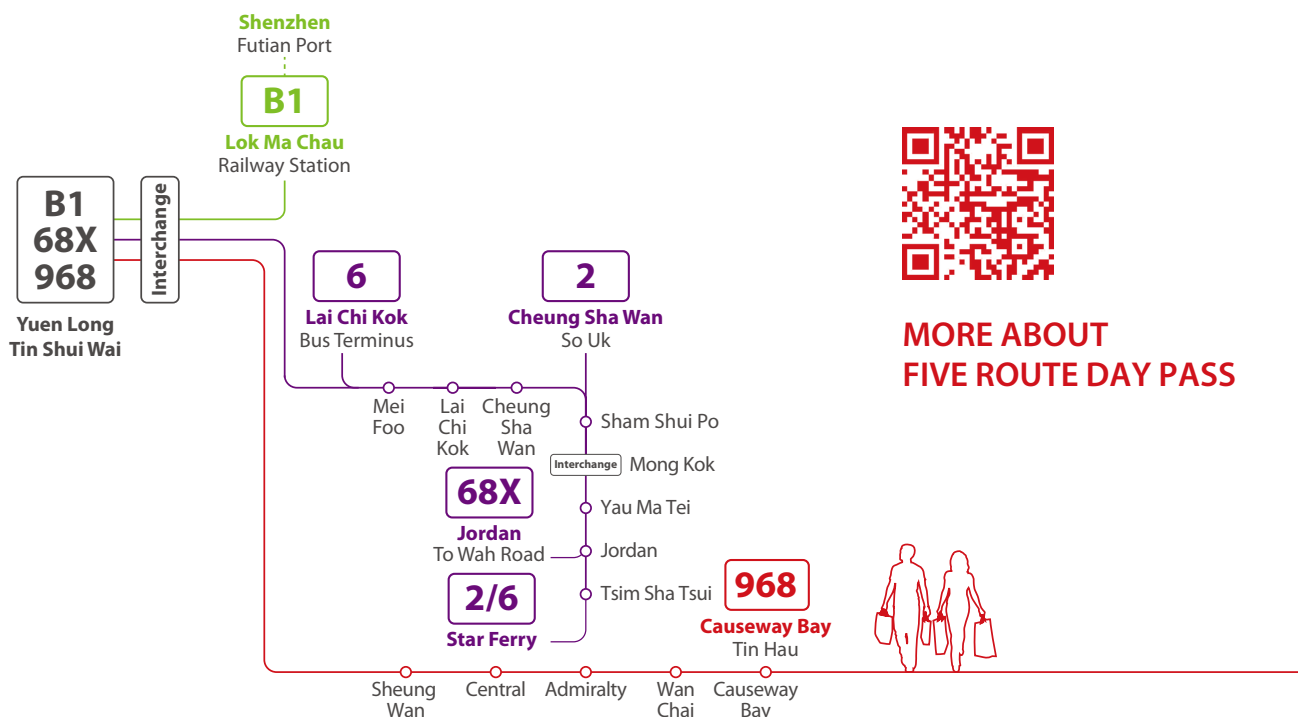 Shenzhen
Futian Port
B1
Lok Ma Chau
Railway Station
B1
68X
968
Interchange
Yuen Long
Tin Shui Wai
6
Lai Chi Kok
Bus Terminus
2
Cheung Sha Wan
So Uk
MORE ABOUT
FIVE ROUTE DAY PASS
Mei
Foo
Lai
Chi
Kok
Cheung
Sha
Wan
Sham Shui Po
Interchange Mong Kok
68X
Jordan
To Wah Road
Yau Ma Tei
Jordan
Tsim Sha Tsui
2/6
Star Ferry
968
Causeway Bay
Tin Hau
Sheung
Wan
Central
Admiralty
Wan
Chai
Causeway
Bay